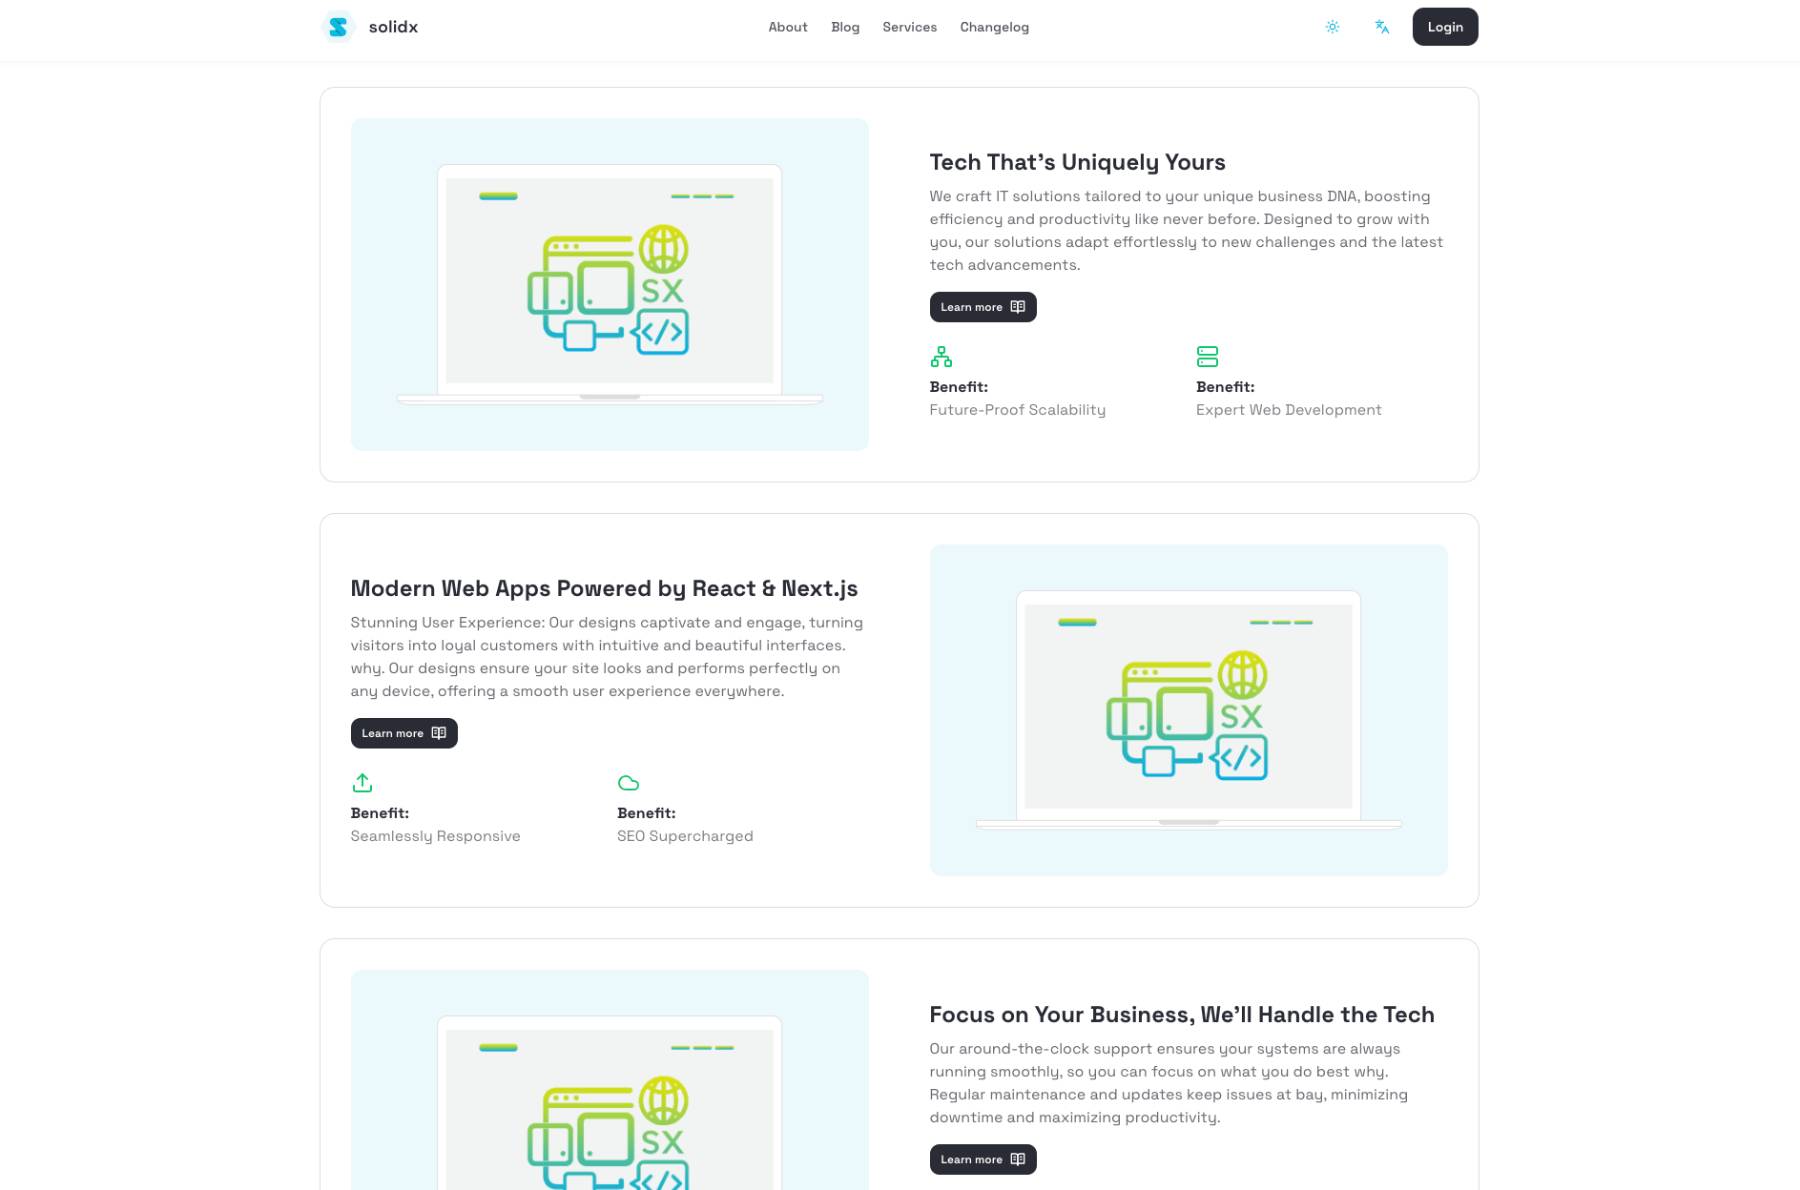 solidx
About
Blog
Services
Changelog
Login
SX
Tech That’s Uniquely Yours
We craft IT solutions tailored to your unique business DNA, boosting
efficiency and productivity like never before. Designed to grow with
you, our solutions adapt effortlessly to new challenges and the latest
tech advancements.
Learn more
Benefit:
Future-Proof Scalability
Benefit:
Expert Web Development
Modern Web Apps Powered by React & Next.js
Stunning User Experience: Our designs captivate and engage, turning
visitors into loyal customers with intuitive and beautiful interfaces.
why. Our designs ensure your site looks and performs perfectly on
any device, offering a smooth user experience everywhere.
Learn more
Benefit:
Seamlessly Responsive
Benefit:
SEO Supercharged
SX
</>
SX
Focus on Your Business, We’ll Handle the Tech
Our around-the-clock support ensures your systems are always
running smoothly, so you can focus on what you do best why.
Regular maintenance and updates keep issues at bay, minimizing
downtime and maximizing productivity.
Learn more